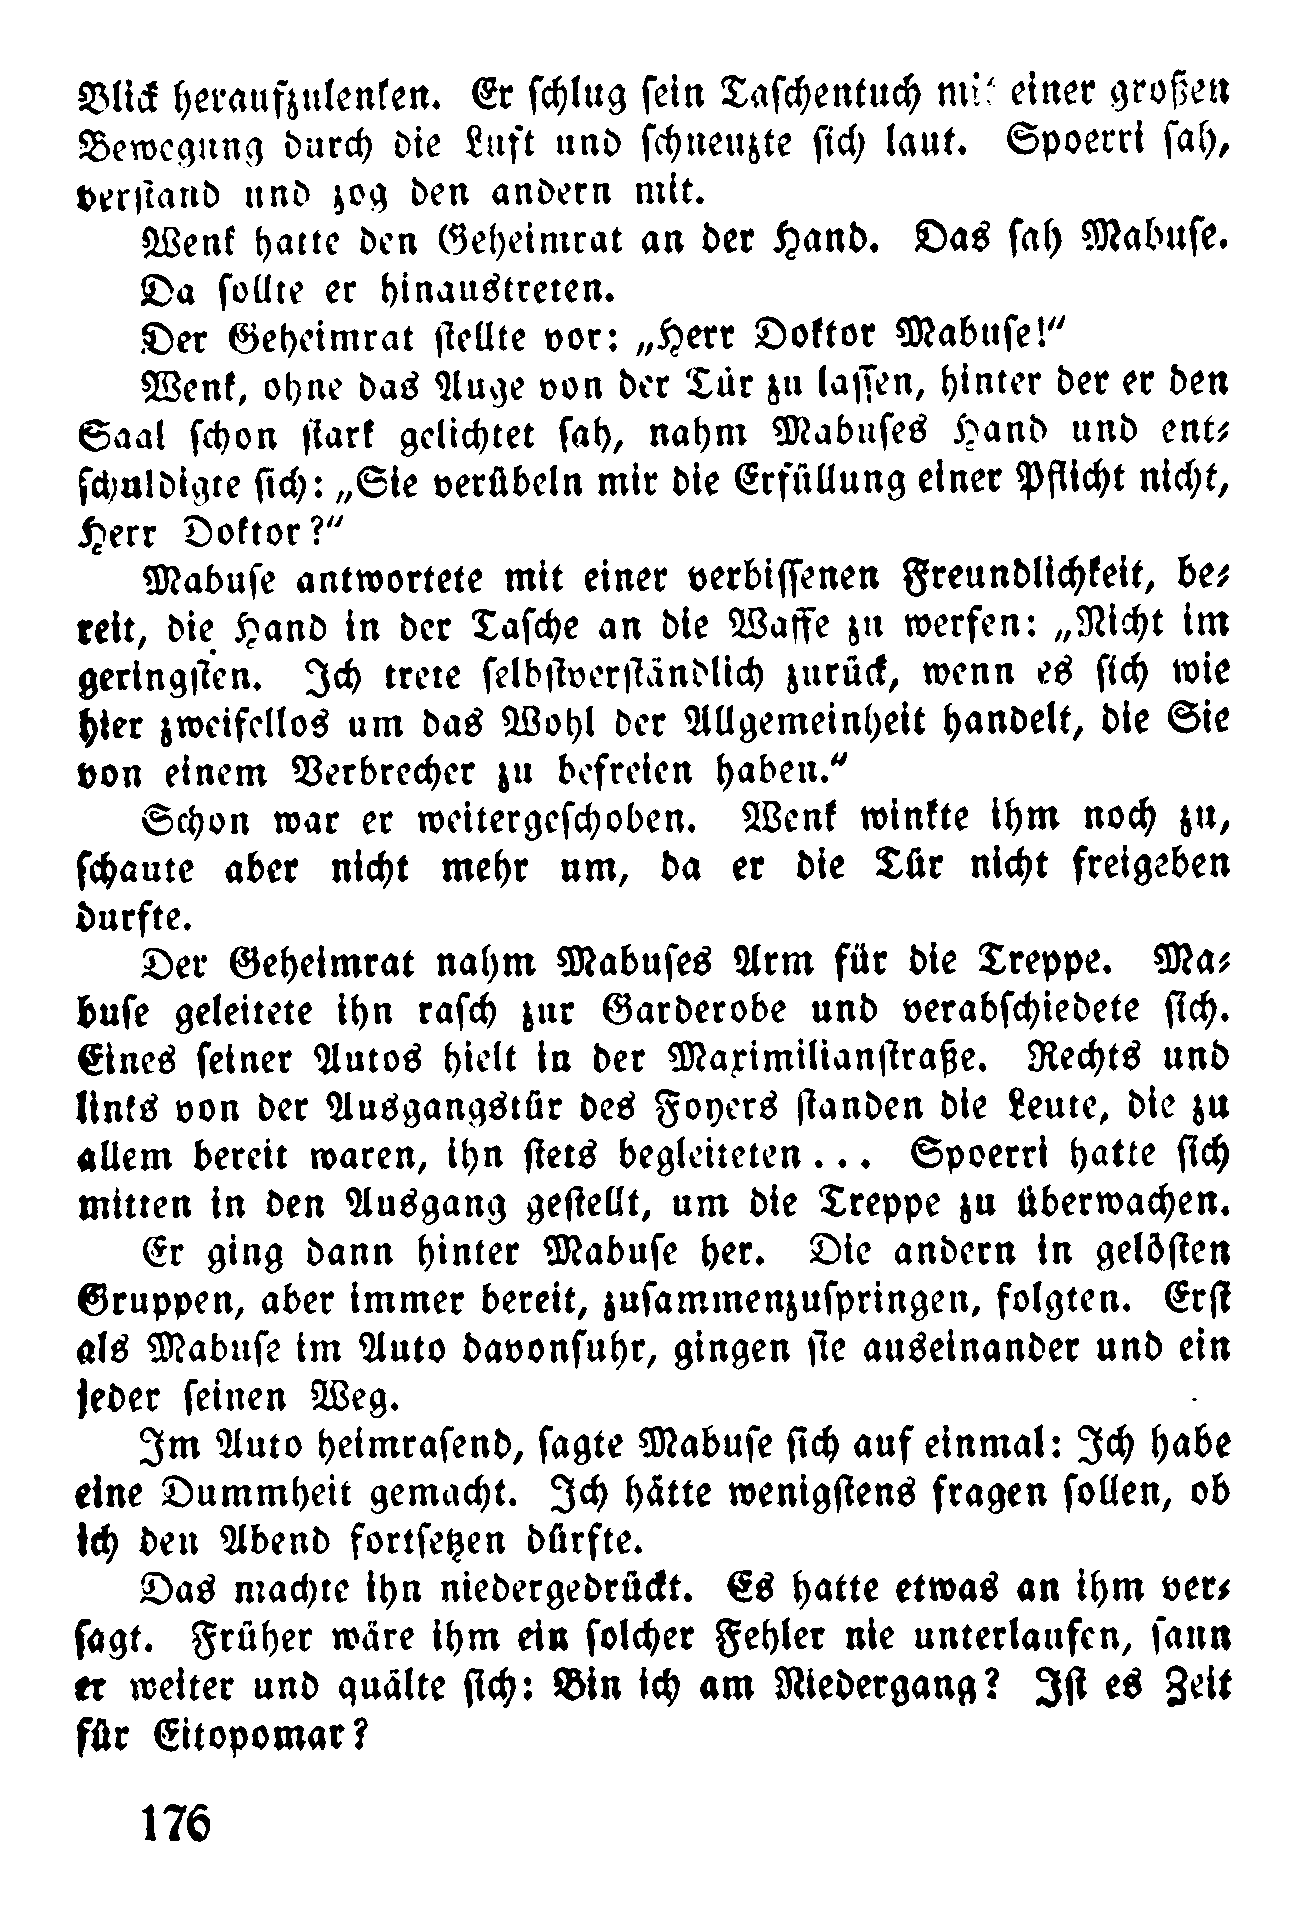 Blick heraufzulenken. Er schlug sein Taschentuch mit einer großen
Bewegung durch die Luft und schneuzte sich laut. Spoerri sah,
verstand und zog den andern mit.
Wenk hatte den Geheimrat an der Hand. Das sah Mabuse.
Da sollte er hinaustreten.
Der Geheimrat stellte vor: „Herr Doktor Mabuse!“
Wenk, ohne das Auge von der Tür zu lassen, hinter der er den
Saal schon stark gelichtet sah, nahm Mabuses Hand und ent-
schuldigte sich: „Sie verübeln mir die Erfüllung einer Pflicht nicht,
Herr Doktor?“
Mabuse antwortete mit einer verbissenen Freundlichkeit, be-
reit, die Hand in der Tasche an die Waffe zu werfen: „Nicht im
geringsten. Ich trete selbstverständlich zurück, wenn es sich wie
hier zweifellos um das Wohl der Allgemeinheit handelt, die Sie
von einem Verbrecher zu befreien haben.“
Schon war er weitergeschoben. Wenk winkte ihm noch zu,
schaute aber nicht mehr um, da er die Tür nicht freigeben
durfte.
Der Geheimrat nahm Mabuses Arm für die Treppe. Ma-
buse geleitete ihn rasch zur Garderobe und verabschiedete sich.
Eines seiner Autos hielt in der Maximilianstraße. Rechts und
links von der Ausgangstür des Foyers standen die Leute, die zu
allem bereit waren, ihn stets begleiteten... Spoerri hatte sich
mitten in den Ausgang gestellt, um die Treppe zu überwachen.
Er ging dann hinter Mabuse her. Die andern in gelösten
Gruppen, aber immer bereit, zusammenzuspringen, folgten. Erst
als Mabuse im Auto davonfuhr, gingen sie auseinander und ein
jeder seinen Weg.
Im Auto heimrasend, sagte Mabuse sich auf einmal: Ich habe
eine Dummheit gemacht. Ich hätte wenigstens fragen sollen, ob
ich den Abend fortsetzen dürfte.
Das machte ihn niedergedrückt. Es hatte etwas an ihm ver-
sagt. Früher wäre ihm ein solcher Fehler nie unterlaufen, sann
er weiter und quälte sich: Bin ich am Niedergang? Ist es Zeit
für Eitopomar?
176